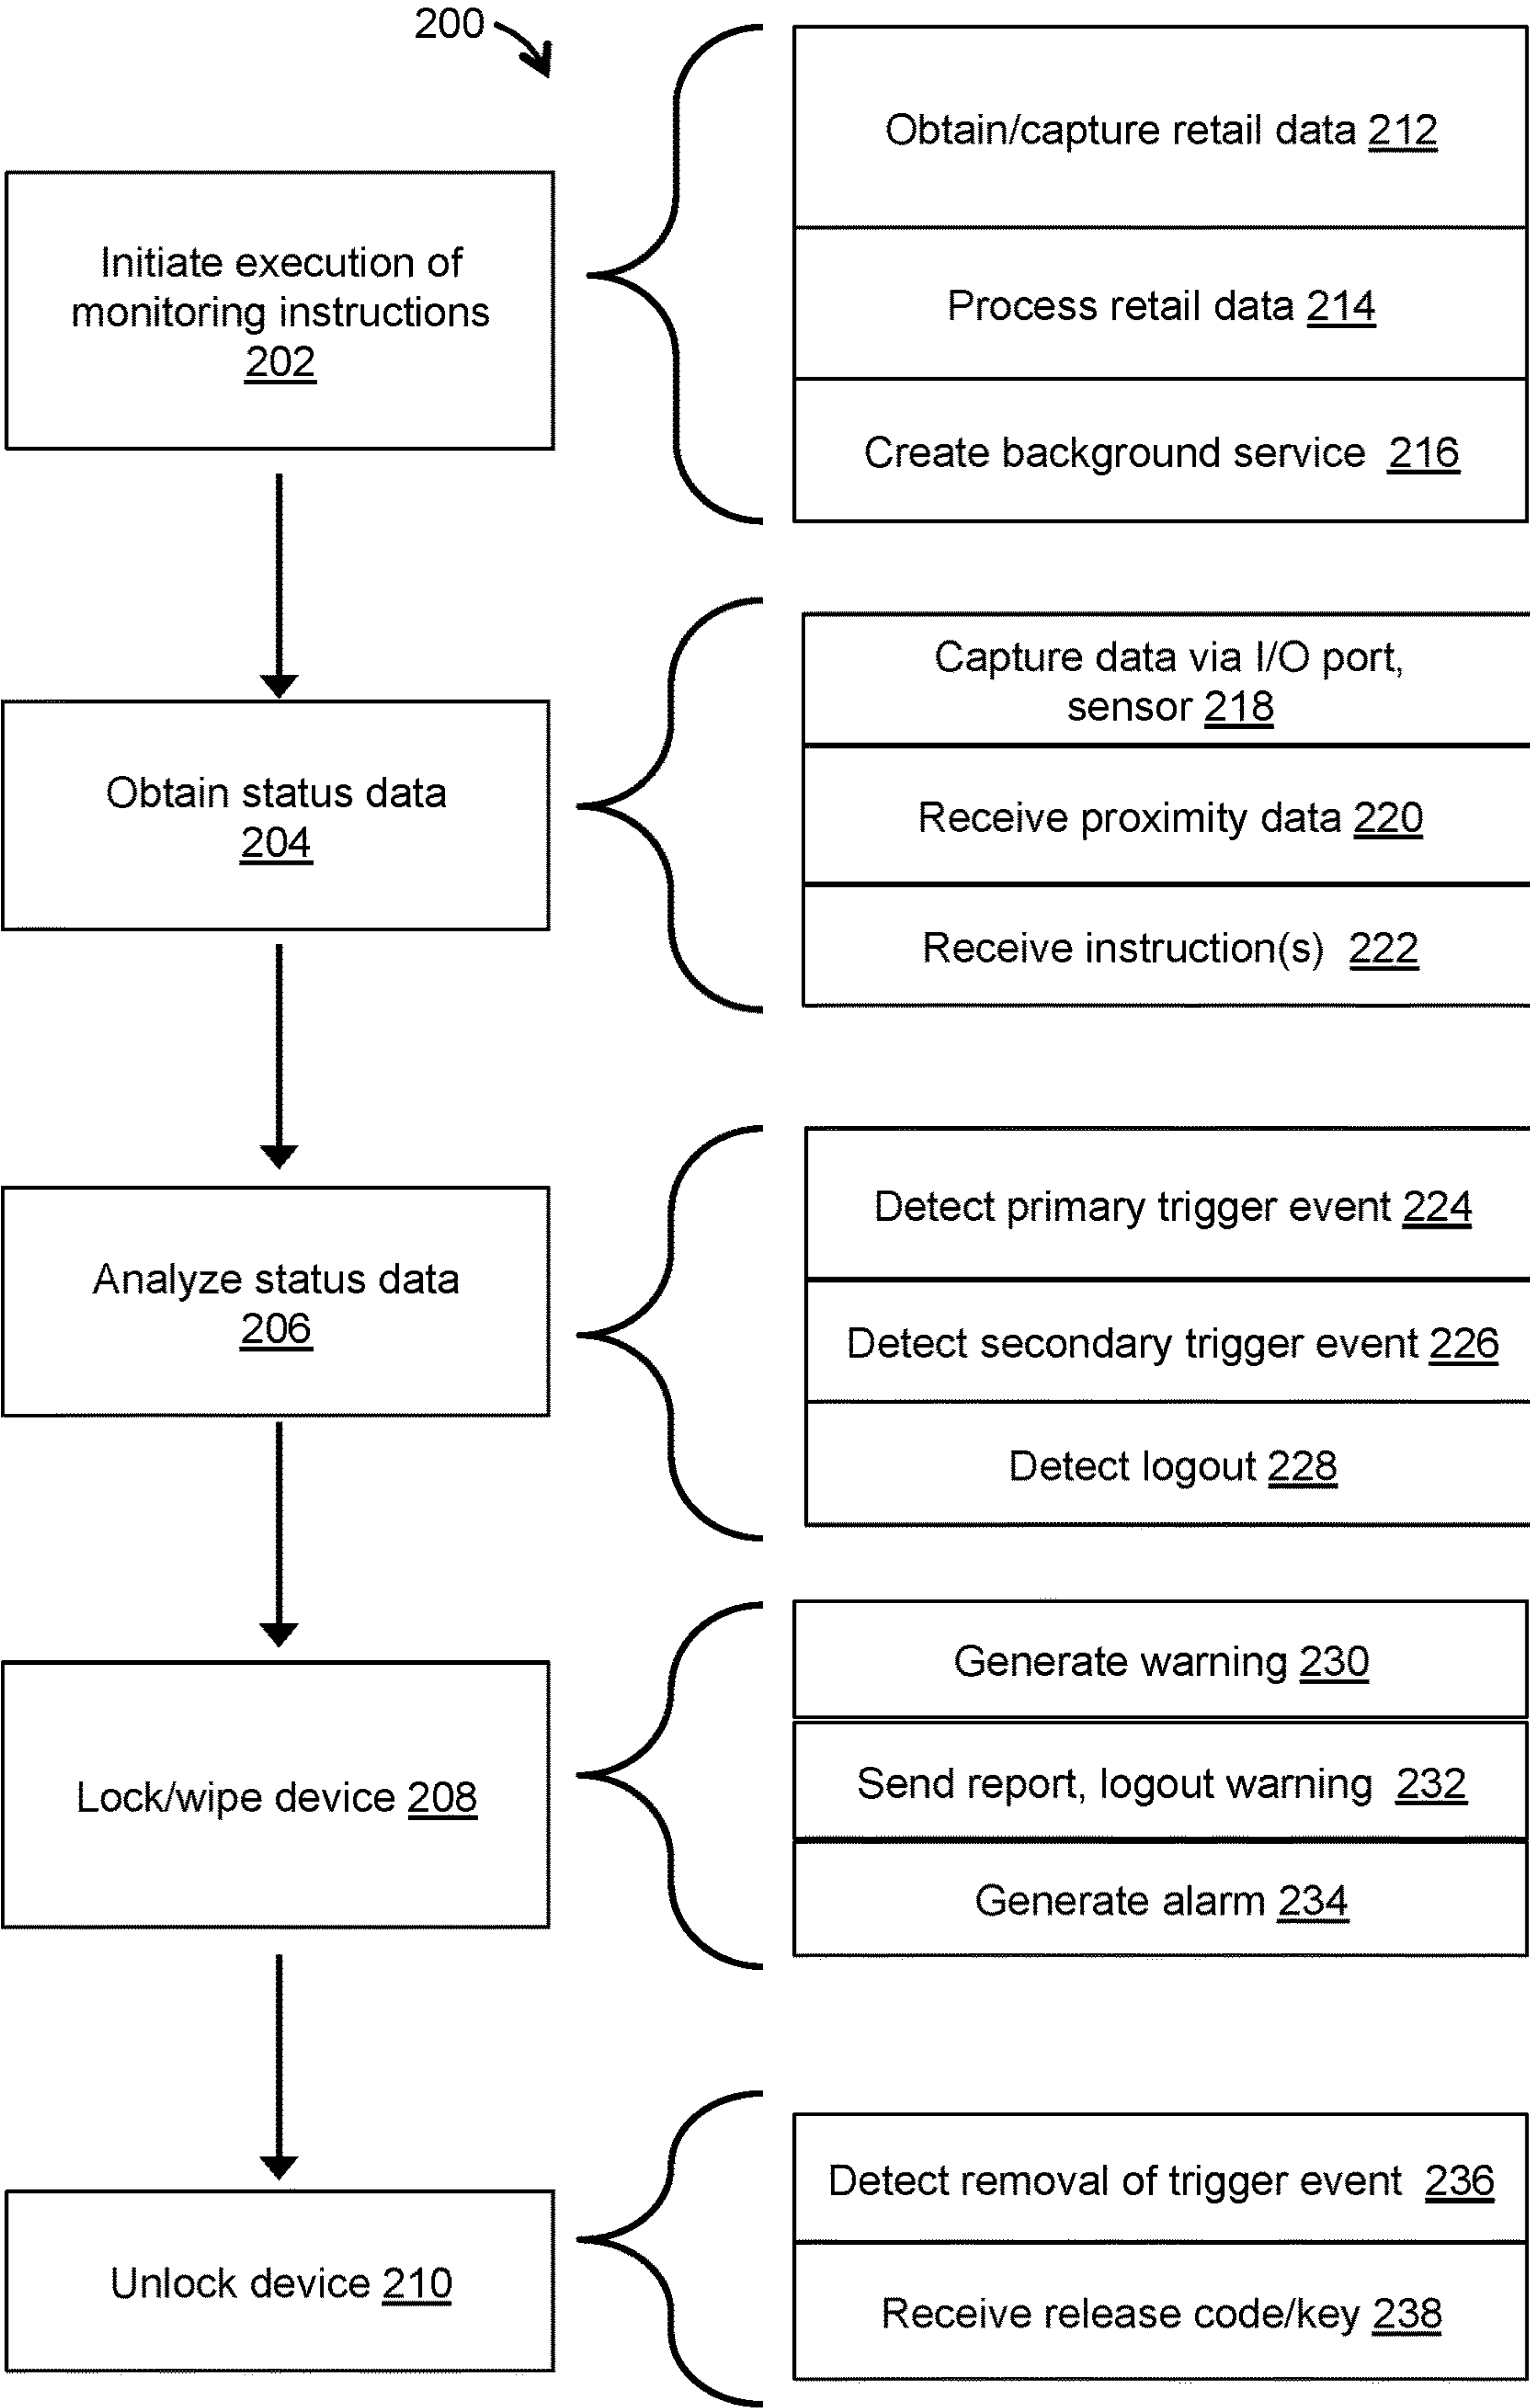 200
Initiate execution of
monitoring instructions
202
Obtain/capture retail data 212
Process retail data 214
Create background service 216
Obtain status data
204
Capture data via I/O port,
sensor 218
Receive proximity data 220
Receive instruction(s) 222
Analyze status data
206
Detect primary trigger event 224
Detect secondary trigger event 226
Detect logout 228
Lock/wipe device 208
Generate warning 230
Send report, logout warning 232
Generate alarm 234
Unlock device 210
Detect removal of trigger event 236
Receive release code/key 238